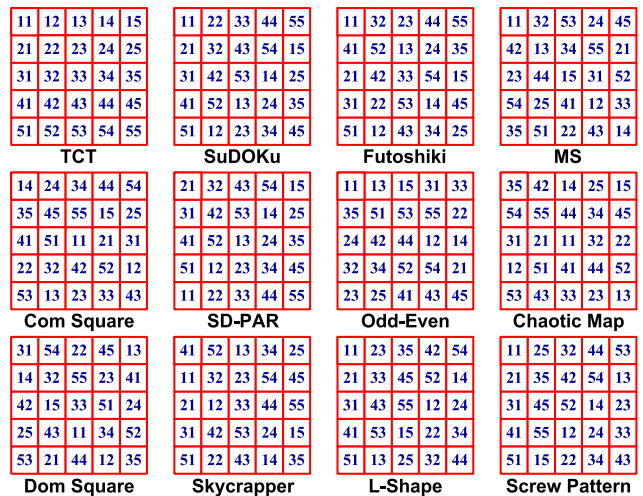 11 12 13 14 15
21 22 23 24 25
31 32 33 34 35
41 42 43 44 45
51 52 53 54 55
TCT
11 22 33 44 55
21 32 43 54 15
31 42 53 14 25
41 52 13 24 35
51 12 23 34 45
SuDOKu
11 32 23 44 55
41 52 13 24 35
21 42 33 54 15
31 22 53 14 45
51 12 43 34 25
Futoshiki
11 32 53 24 45
42 13 34 55 21
23 44 15 31 52
54 25 41 12 33
35 51 22 43 14
MS
14 24 34 44 54
35 45 55 15 25
41 51 11 21 31
22 32 42 52 12
53 13 23 33 43
Com Square
21 32 43 54 15
31 42 53 14 25
41 52 13 24 35
51 12 23 34 45
11 22 33 44 55
SD-PAR
11 13 15 31 33
35 51 53 55 22
24 42 44 12 14
32 34 52 54 21
23 25 41 43 45
Odd-Even
35 42 14 25 15
54 55 44 34 45
31 21 11 32 22
12 51 41 44 52
53 43 33 23 13
Chaotic Map
31 54 22 45 13
14 32 55 23 41
42 15 33 51 24
25 43 11 34 52
53 21 44 12 35
Dom Square
41 52 13 34 25
11 32 23 54 45
21 12 33 44 55
31 42 53 24 15
51 22 43 14 35
Skycrapper
11 23 35 42 54
21 33 45 52 14
31 43 55 12 24
41 53 15 22 34
51 13 25 32 44
L-Shape
11 25 32 44 53
21 35 42 54 13
31 45 52 14 23
41 55 12 24 33
51 15 22 34 43
Screw Pattern